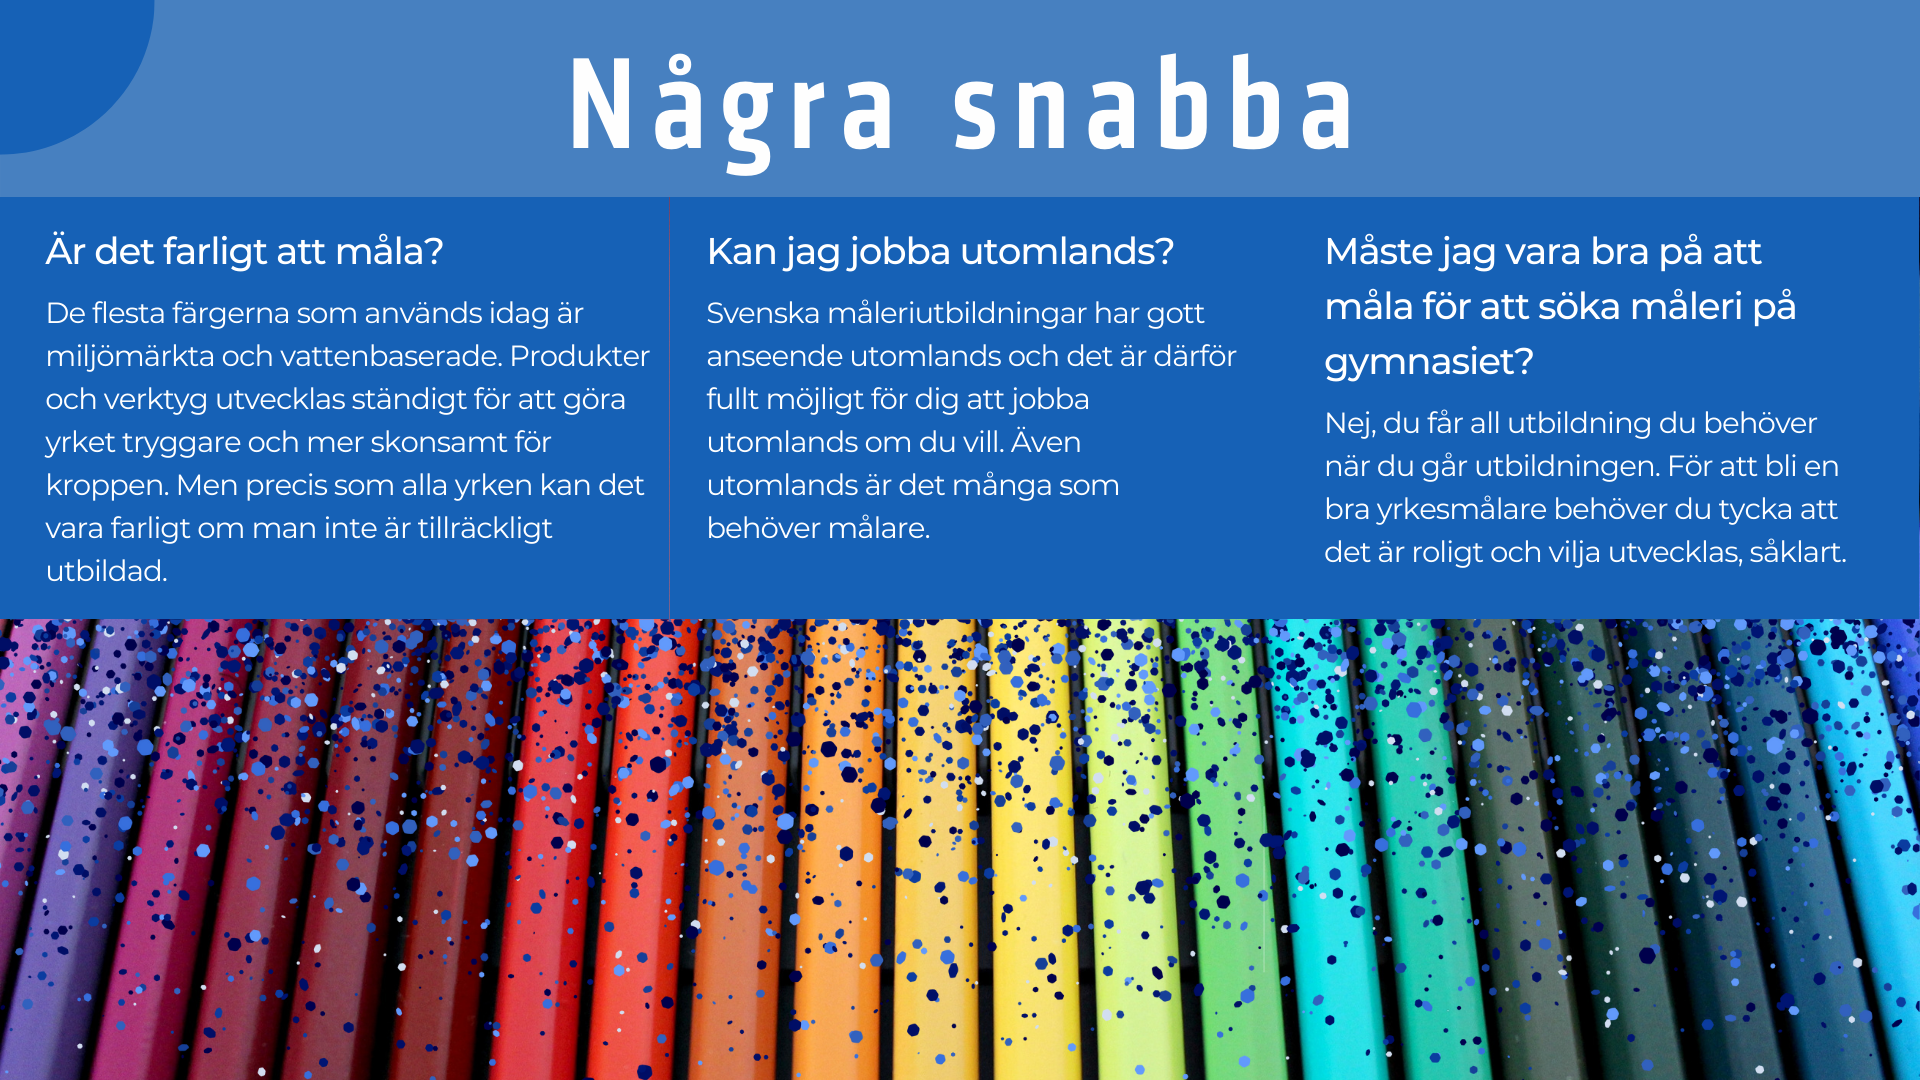 Några snabba
Är det farligt att måla?
De flesta färgerna som används idag är
miljömärkta och vattenbaserade. Produkter
och verktyg utvecklas ständigt för att göra
yrket tryggare och mer skonsamt för
kroppen. Men precis som alla yrken kan det
vara farligt om man inte är tillräckligt
utbildad.
Kan jag jobba utomlands?
Svenska måleriutbildningar har gott
anseende utomlands och det är därför
fullt möjligt för dig att jobba
utomlands om du vill. Även
utomlands är det många som
behöver målare.
Måste jag vara bra på att
måla för att söka måleri på
gymnasiet?
Nej, du får all utbildning du behöver
när du går utbildningen. För att bli en
bra yrkesmålare behöver du tycka att
det är roligt och vilja utvecklas, såklart.